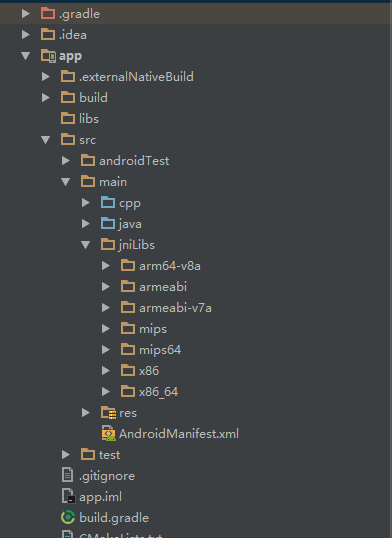 .gradle
.idea
app
.externalNativeBuild
build
libs
src
androidTest
main
cpp
java
jniLibs
arm64-v8a
armeabi
armeabi-v7a
mips
mips64
x86
x86_64
res
AndroidManifest.xml
test
.gitignore
app.iml
build.gradle